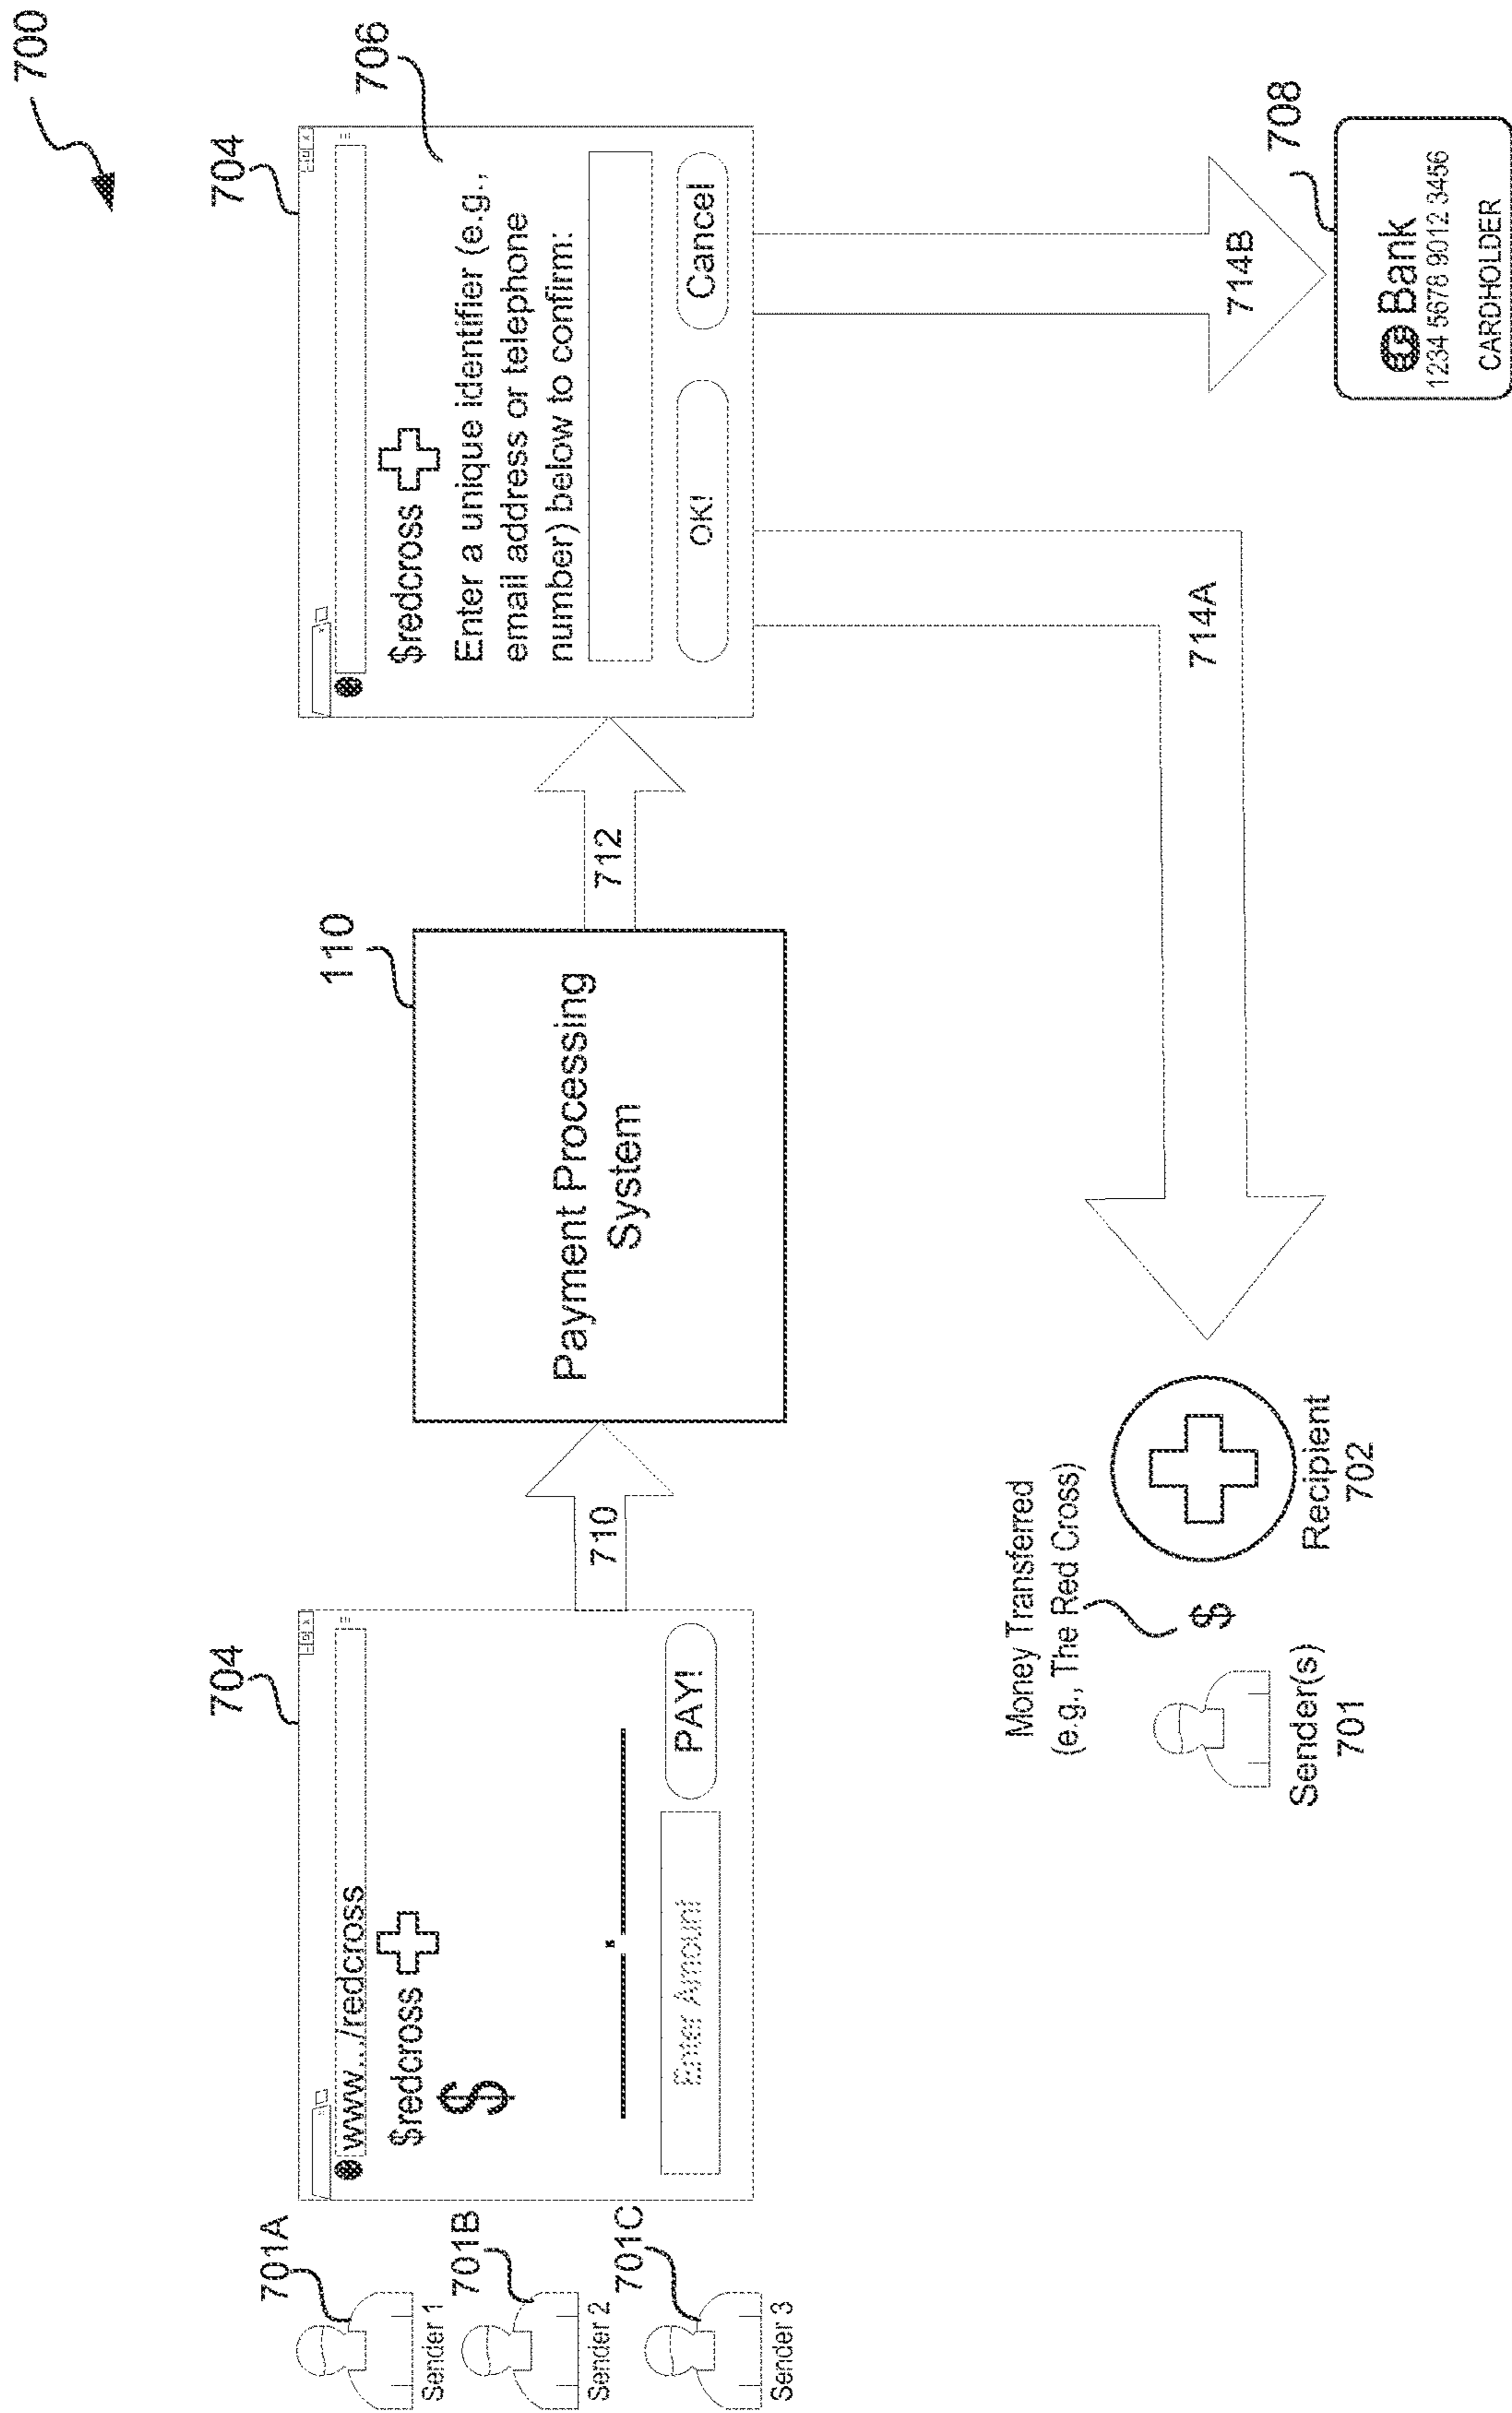 700
704
704
706
110
www.../redcross
$redcross
$
Enter Amount
PAY!
701A
Sender 1
701B
Sender 2
701C
Sender 3
710
Payment Processing
System
712
$redcross
Enter a unique identifier (e.g.,
email address or telephone
number) below to confirm:
OK!
Cancel
714A
714B
708
Bank
1234 5678 9012 3456
CARDHOLDER
Money Transferred
(e.g., The Red Cross)
$
Sender(s)
701
Recipient
702